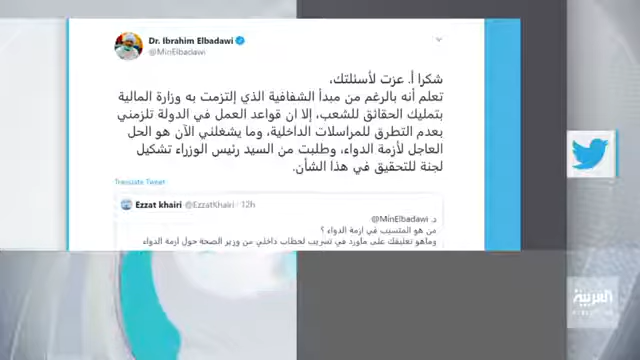 Dr. Ibrahim Elbadawi
@MinElbadawi
شكرا أ. عزت لأسئلتك،
تعلم أنه بالرغم من مبدأ الشفافية الذي إلتزمت به وزارة المالية
بتمليك الحقائق للشعب، إلا ان قواعد العمل في الدولة تلزمني
بعدم التطرق للمراسلات الداخلية، وما يشغلني الآن هو الحل
العاجل لأزمة الدواء، وطلبت من السيد رئيس الوزراء تشكيل
لجنة للتحقيق في هذا الشأن.
Translate Tweet
Ezzat khairi @EzzatKhairi · 12h
د. @MinElbadawi
من هو المتسبب في ازمة الدواء ؟
وماهو تعليقك على ماورد في تسريب لخطاب داخلي من وزير الصحة حول ازمة الدواء
العربية